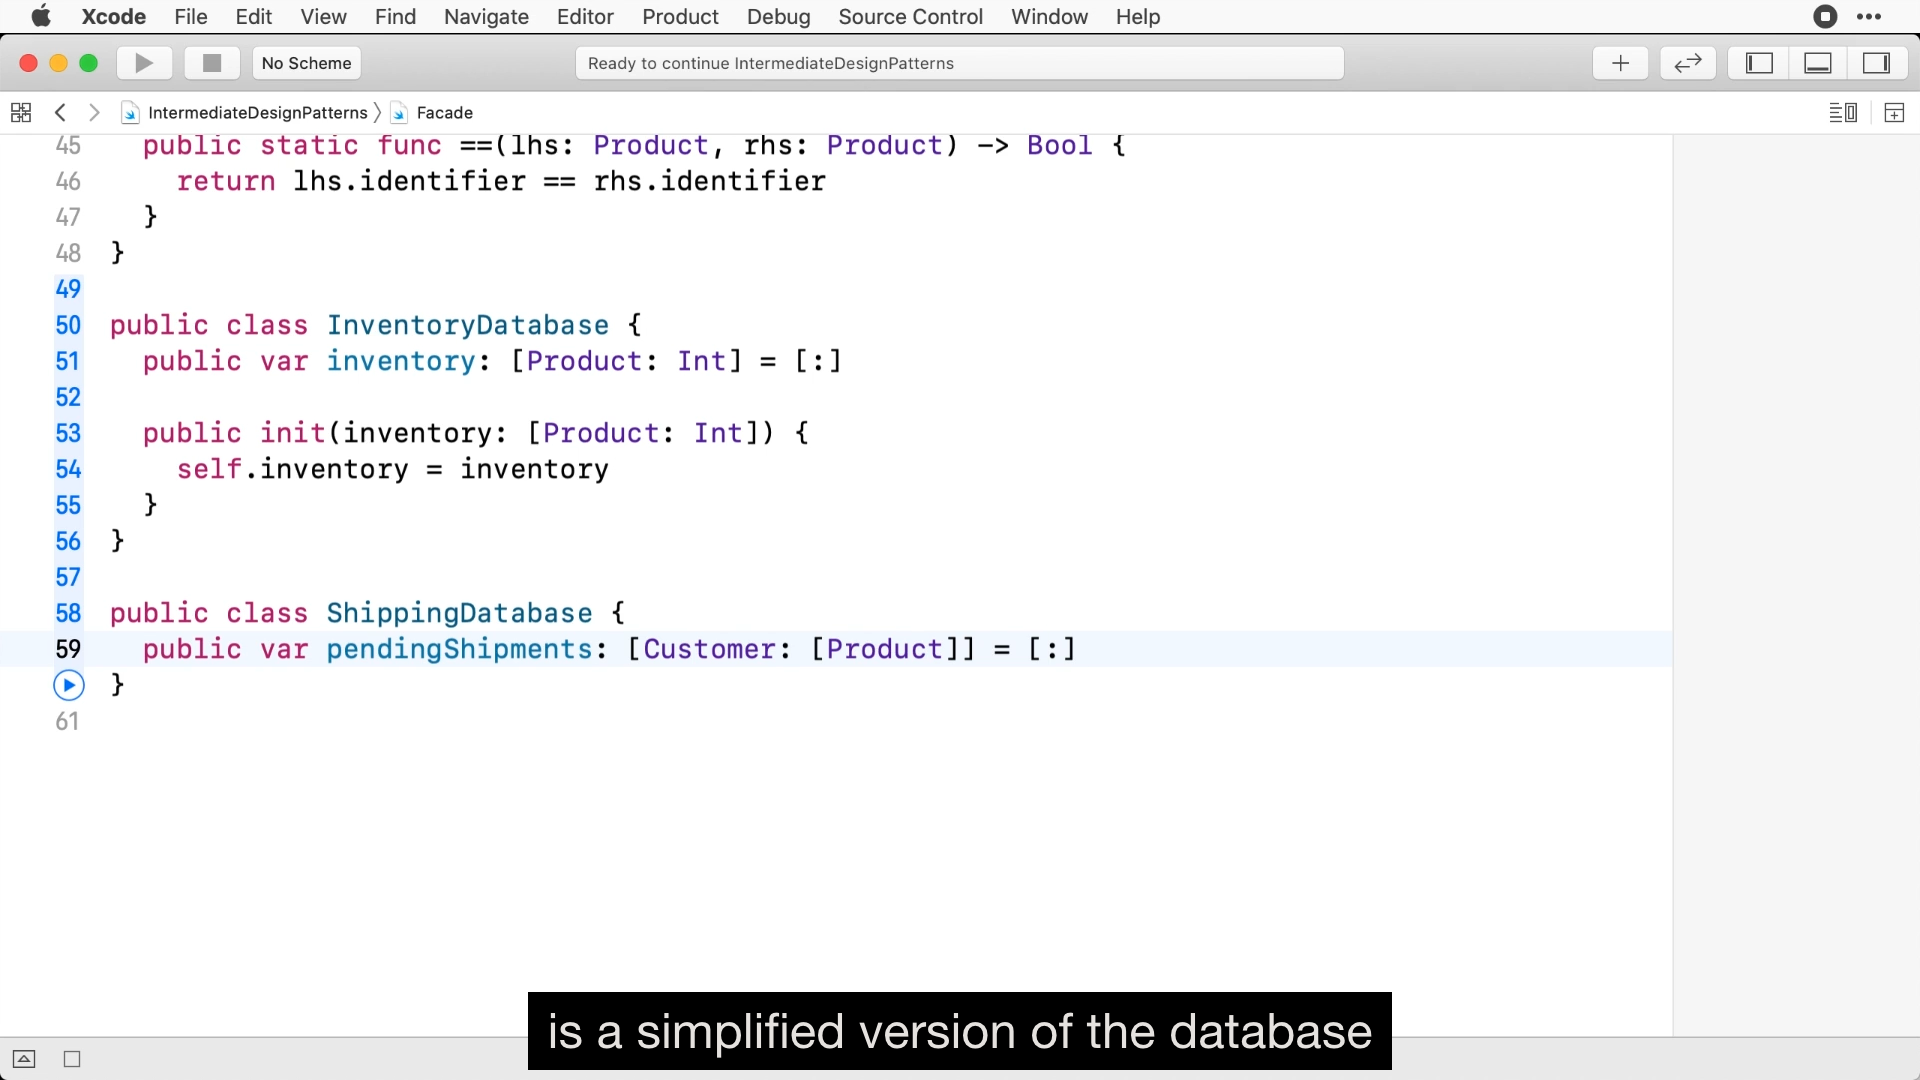 Xcode File Edit View Find Navigate Editor Product Debug Source Control Window Help
No Scheme
Ready to continue IntermediateDesignPatterns
IntermediateDesignPatterns 〉 Facade
45 public static func ==(lhs: Product, rhs: Product) -> Bool {
46 return lhs.identifier == rhs.identifier
47 }
48 }
49
50 public class InventoryDatabase {
51 public var inventory: [Product: Int] = [:]
52
53 public init(inventory: [Product: Int]) {
54 self.inventory = inventory
55 }
56 }
57
58 public class ShippingDatabase {
59 public var pendingShipments: [Customer: [Product]] = [:]
}
61
is a simplified version of the database